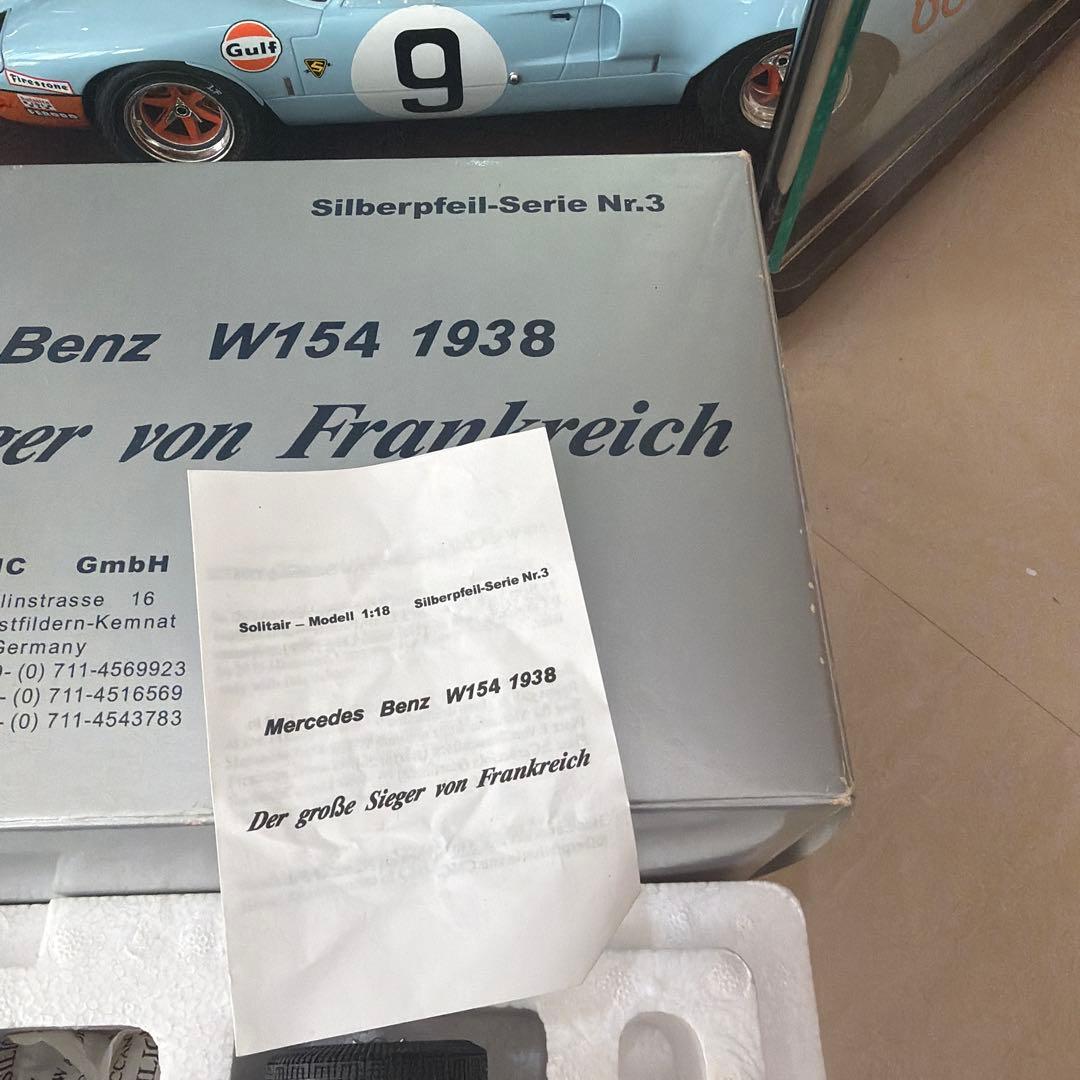 Gulf
9
Firestone
Silberpfeil-Serie Nr.3
Benz W154 1938
ger von Frankreich
IC GmbH
linstrasse 16
stfildern-Kemnat
Germany
- (0) 711-4569923
- (0) 711-4516569
- (0) 711-4543783
Solitair – Modell 1:18 Silberpfeil-Serie Nr.3
Mercedes Benz W154 1938
Der große Sieger von Frankreich